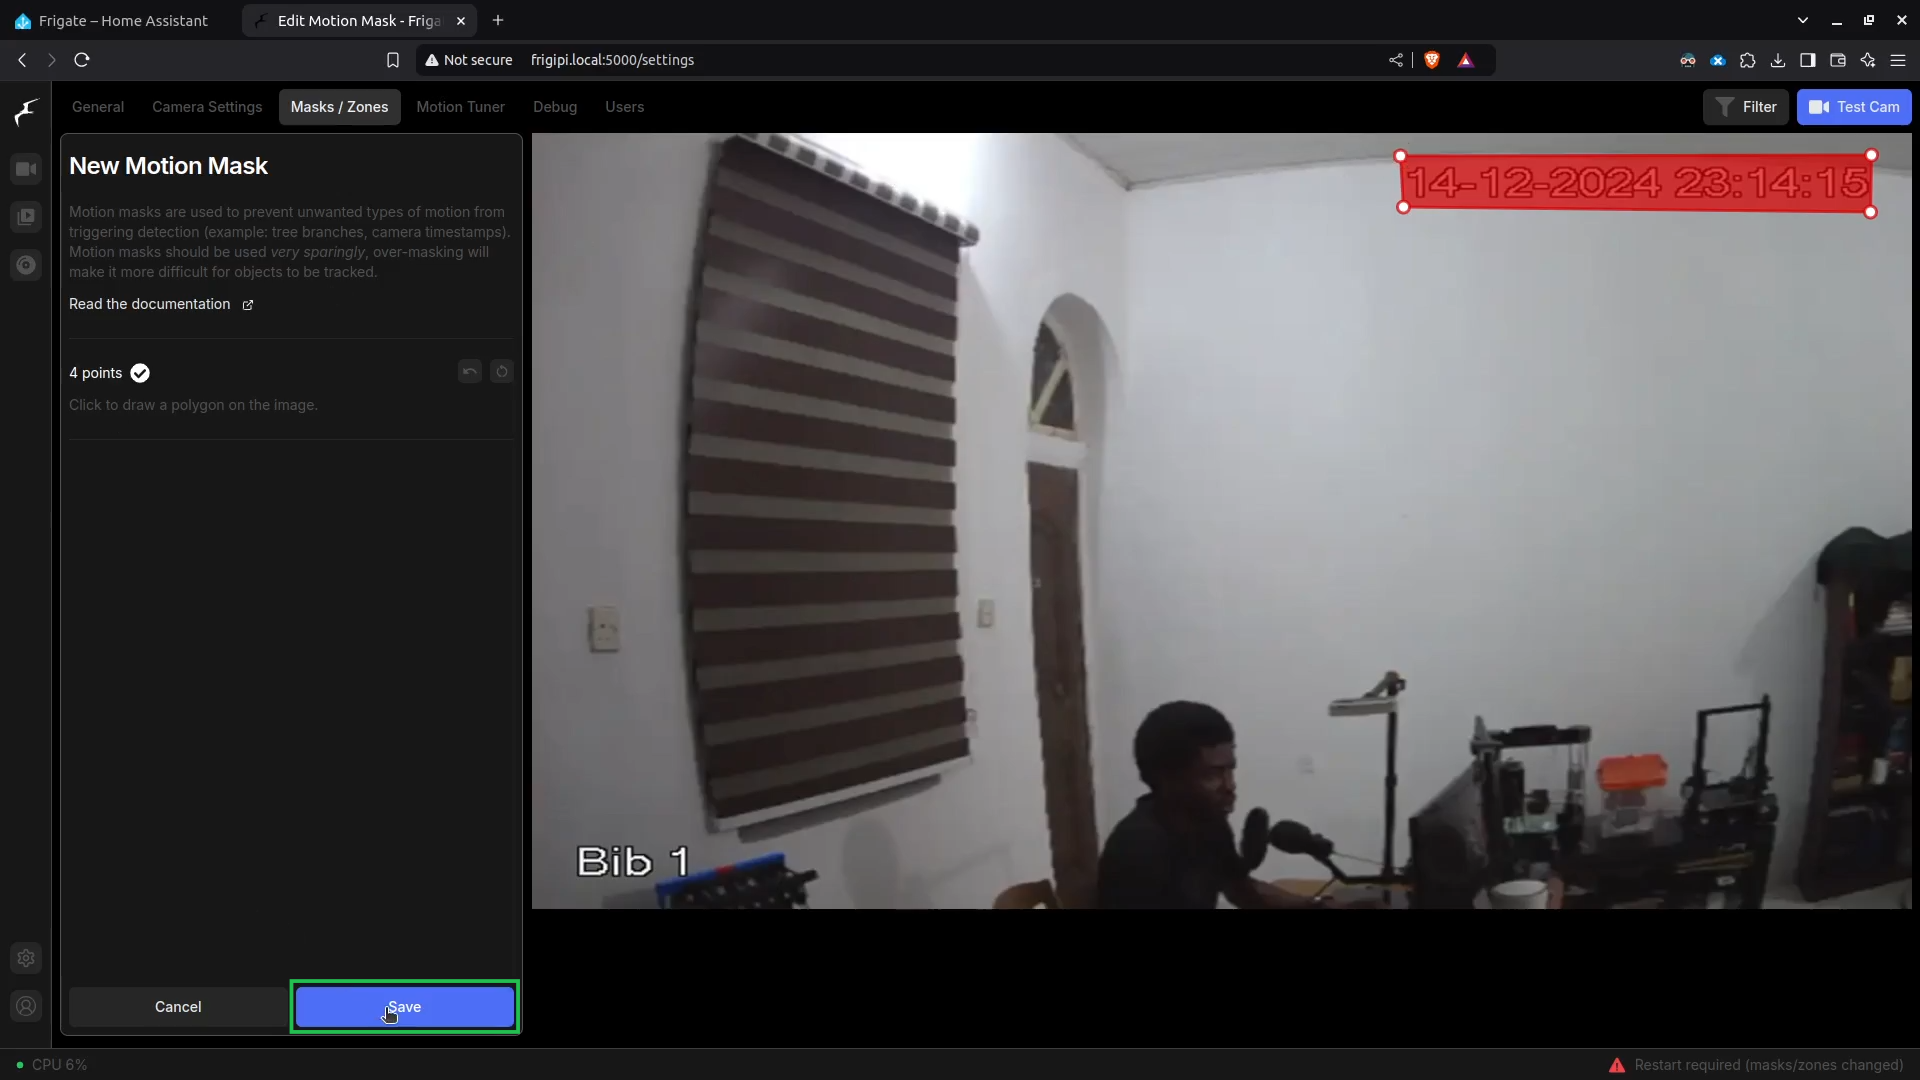 Frigate – Home Assistant
Edit Motion Mask - Friga
Not secure frigipi.local:5000/settings
General Camera Settings Masks / Zones Motion Tuner Debug Users
Filter
Test Cam
New Motion Mask
Motion masks are used to prevent unwanted types of motion from
triggering detection (example: tree branches, camera timestamps).
Motion masks should be used very sparingly, over-masking will
make it more difficult for objects to be tracked.
Read the documentation
4 points
Click to draw a polygon on the image.
14-12-2024 23:14:15
Bib 1
Cancel
Save
CPU 6%
Restart required (masks/zones changed)